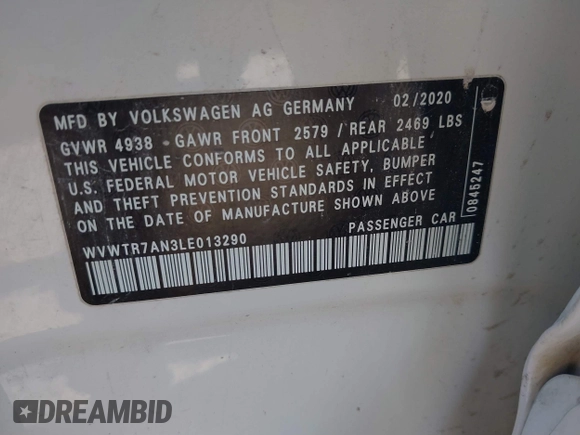 MFD BY VOLKSWAGEN AG GERMANY 02/2020
GVWR 4938 GAWR FRONT 2579 / REAR 2469 LBS
THIS VEHICLE CONFORMS TO ALL APPLICABLE
U.S. FEDERAL MOTOR VEHICLE SAFETY, BUMPER
AND THEFT PREVENTION STANDARDS IN EFFECT
ON THE DATE OF MANUFACTURE SHOWN ABOVE
WVWTR7AN3LE013290 PASSENGER CAR
0845247
DREAMBID